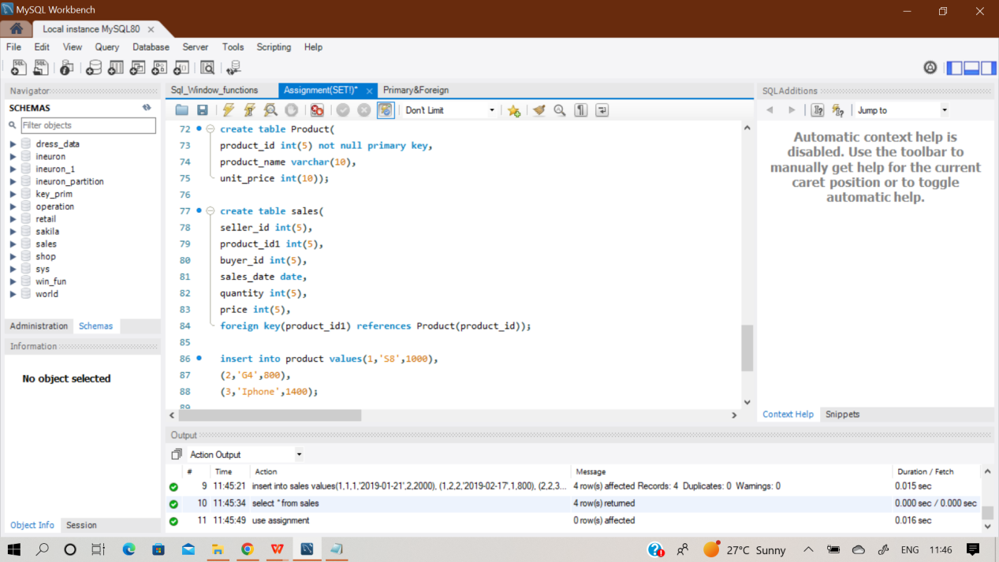 MySQL Workbench
Local instance MySQL80
File Edit View Query Database Server Tools Scripting Help
Navigator
SCHEMAS
Filter objects
dress_data
ineuron
ineuron_1
ineuron_partition
key_prim
operation
retail
sakila
sales
shop
sys
win_fun
world
Administration Schemas
Information
No object selected
Object Info Session
Sql_Window_functions Assignment(SET!)* Primary&Foreign
Don't Limit
72 create table Product(
73 product_id int(5) not null primary key,
74 product_name varchar(10),
75 unit_price int(10));
76
77 create table sales(
78 seller_id int(5),
79 product_id1 int(5),
80 buyer_id int(5),
81 sales_date date,
82 quantity int(5),
83 price int(5),
84 foreign key(product_id1) references Product(product_id));
85
86 insert into product values(1,'S8',1000),
87 (2,'G4',800),
88 (3,'Iphone',1400);
89
SQLAdditions
Jump to
Automatic context help is
disabled. Use the toolbar to
manually get help for the current
caret position or to toggle
automatic help.
Context Help Snippets
Output
Action Output
# Time Action Message Duration / Fetch
9 11:45:21 insert into sales values(1,1,1,'2019-01-21',2,2000), (1,2,2,'2019-02-17',1,800), (2,2,3... 4 row(s) affected Records: 4 Duplicates: 0 Warnings: 0 0.015 sec
10 11:45:34 select * from sales 4 row(s) returned 0.000 sec / 0.000 sec
11 11:45:49 use assignment 0 row(s) affected 0.016 sec
27°C Sunny ENG 11:46